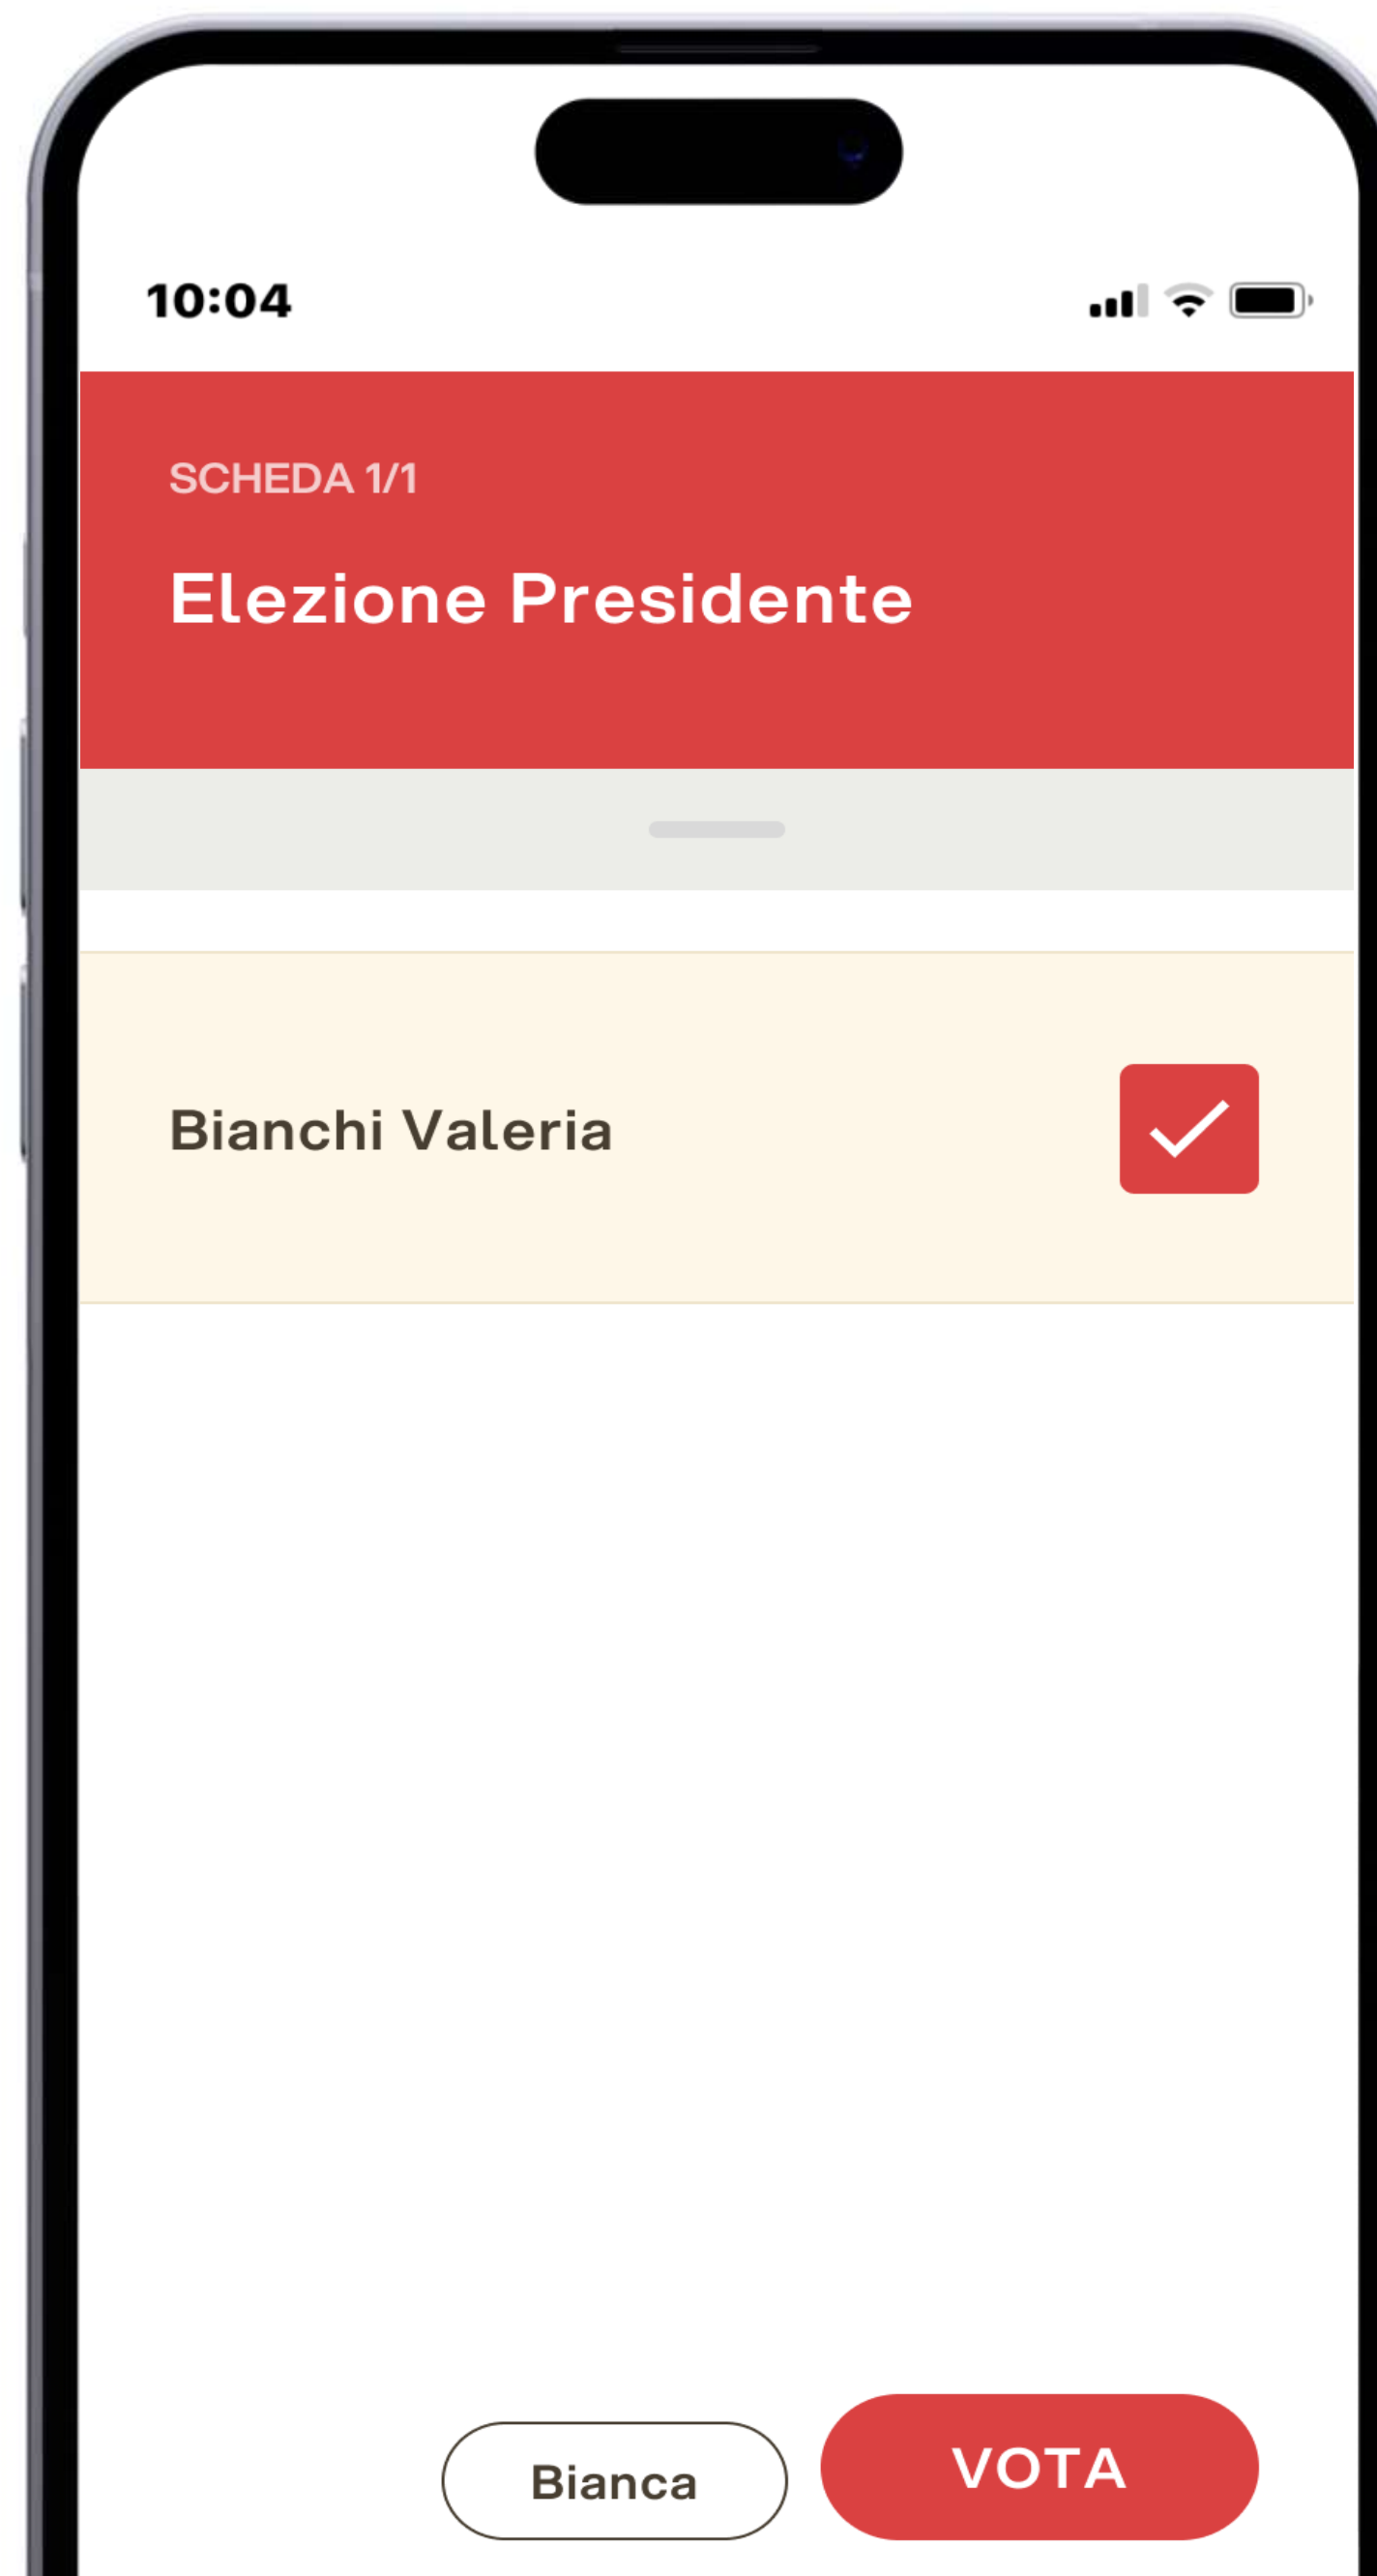 10:04
SCHEDA 1/1
Elezione Presidente
Bianchi Valeria
Bianca
VOTA